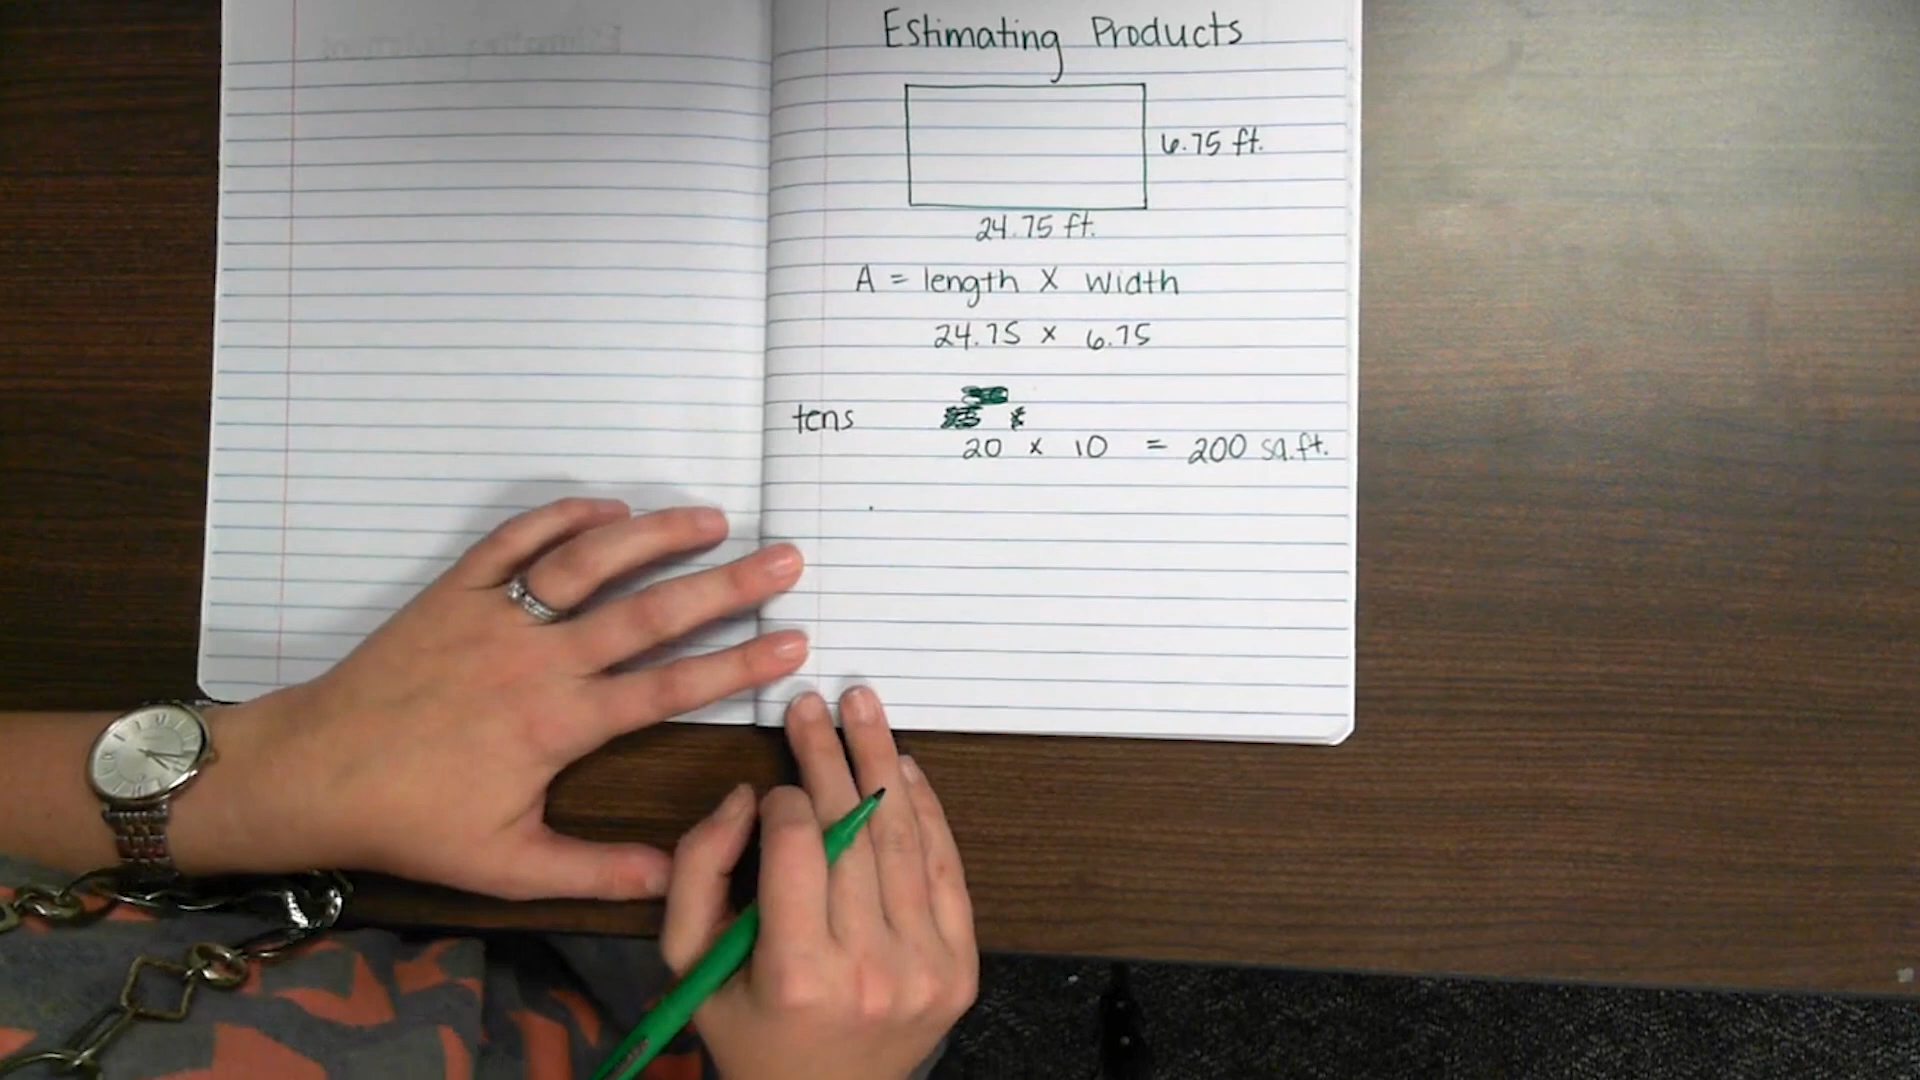 Estimating Products
6.75 ft.
24.75 ft.
A = length X width
24.75 x 6.75
tens
20 x 10 = 200 sq.ft.